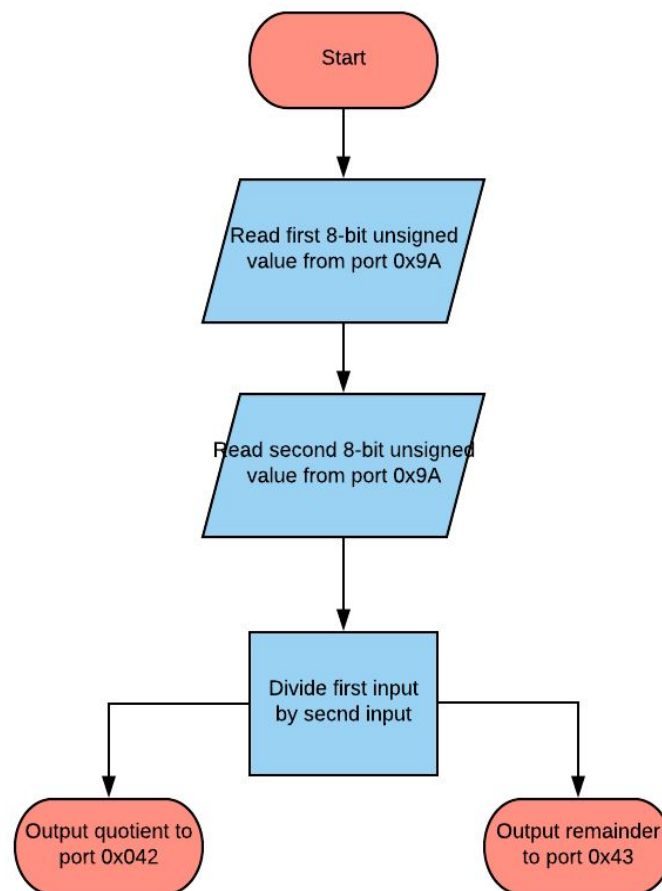 Start
Read first 8-bit unsigned
value from port 0x9A
Read second 8-bit unsigned
value from port 0x9A
Divide first input
by secnd input
Output quotient to
port 0x042
Output remainder
to port 0x43